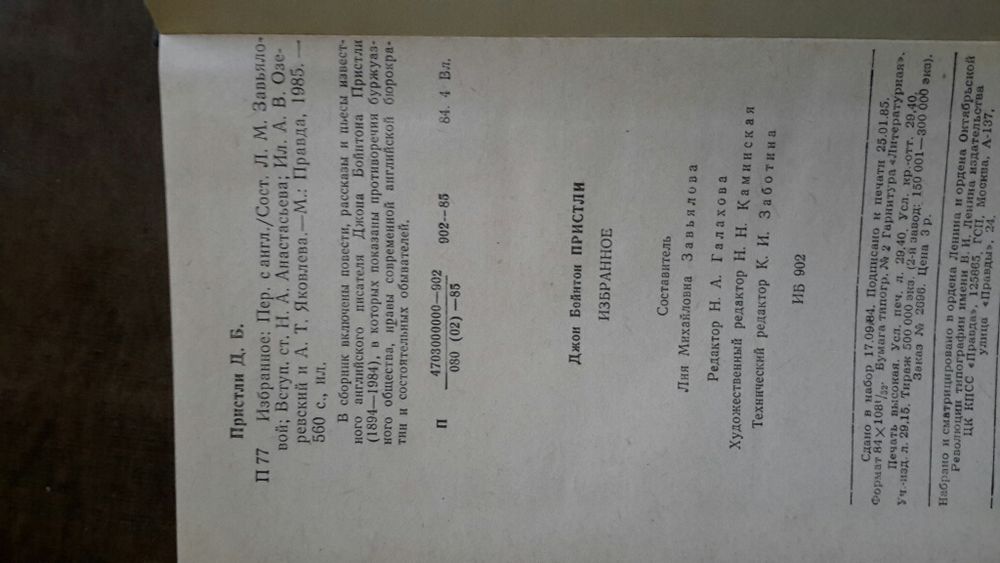 Пристли Д. Б.
П 77 Избранное: Пер. с англ./Сост. Л. М. Завьяло-
вой; Вступ. ст. Н. А. Анастасьева; Ил. А. В. Озе-
ревский и А. Т. Яковлева.—М.: Правда, 1985.—
560 с., ил.
В сборник включены повести, рассказы и пьесы извест-
ного английского писателя Джона Бойнтона Пристли
(1894—1984), в которых показаны противоречия буржуаз-
ного общества, нравы современной английской бюрокра-
тии и состоятельных обывателей.
П 4703000000—902 902—85 84. 4 Вл.
080 (02) —85
Джон Бойнтон ПРИСТЛИ
ИЗБРАННОЕ
Составитель
Лия Михайловна Завьялова
Редактор Н. А. Галахова
Художественный редактор Н. Н. Каминская
Технический редактор К. И. Заботина
ИБ 902
Сдано в набор 17.09.84. Подписано к печати 25.01.85.
Формат 84×108¹/₃₂. Бумага типогр. № 2 Гарнитура «Литературная».
Печать высокая. Усл. печ. л. 29,40. Усл. кр.-отт. 29,40.
Уч.-изд. л. 29,15. Тираж 500 000 экз. (2-й завод: 150 001—300 000 экз).
Заказ № 2696. Цена 3 р.
Набрано и сматрицировано в ордена Ленина и ордена Октябрьской
Революции типографии имени В. И. Ленина издательства
ЦК КПСС «Правда», 125865, ГСП, Москва, А-137,
улица «Правды», 24.